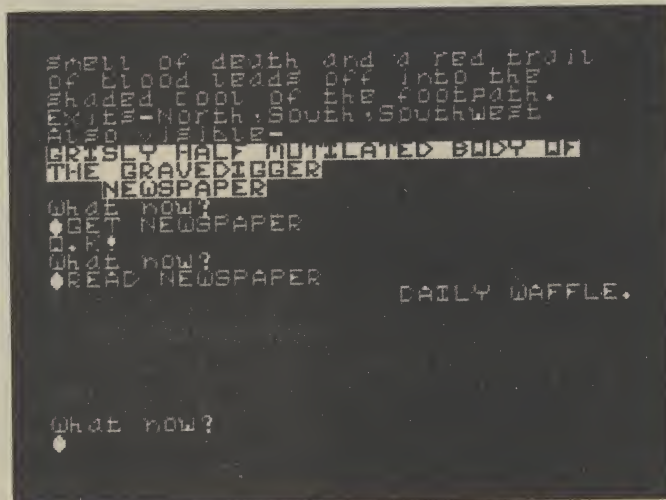 smell of death and a red trail
of blood leads off into the
shaded cool of the footpath.
Exits-North,South,Southwest
Also visible-
GRISLY HALF MUTILATED BODY OF
THE GRAVEDIGGER
NEWSPAPER
What now?
GET NEWSPAPER
O.K!
What now?
READ NEWSPAPER
DAILY WAFFLE.
What now?